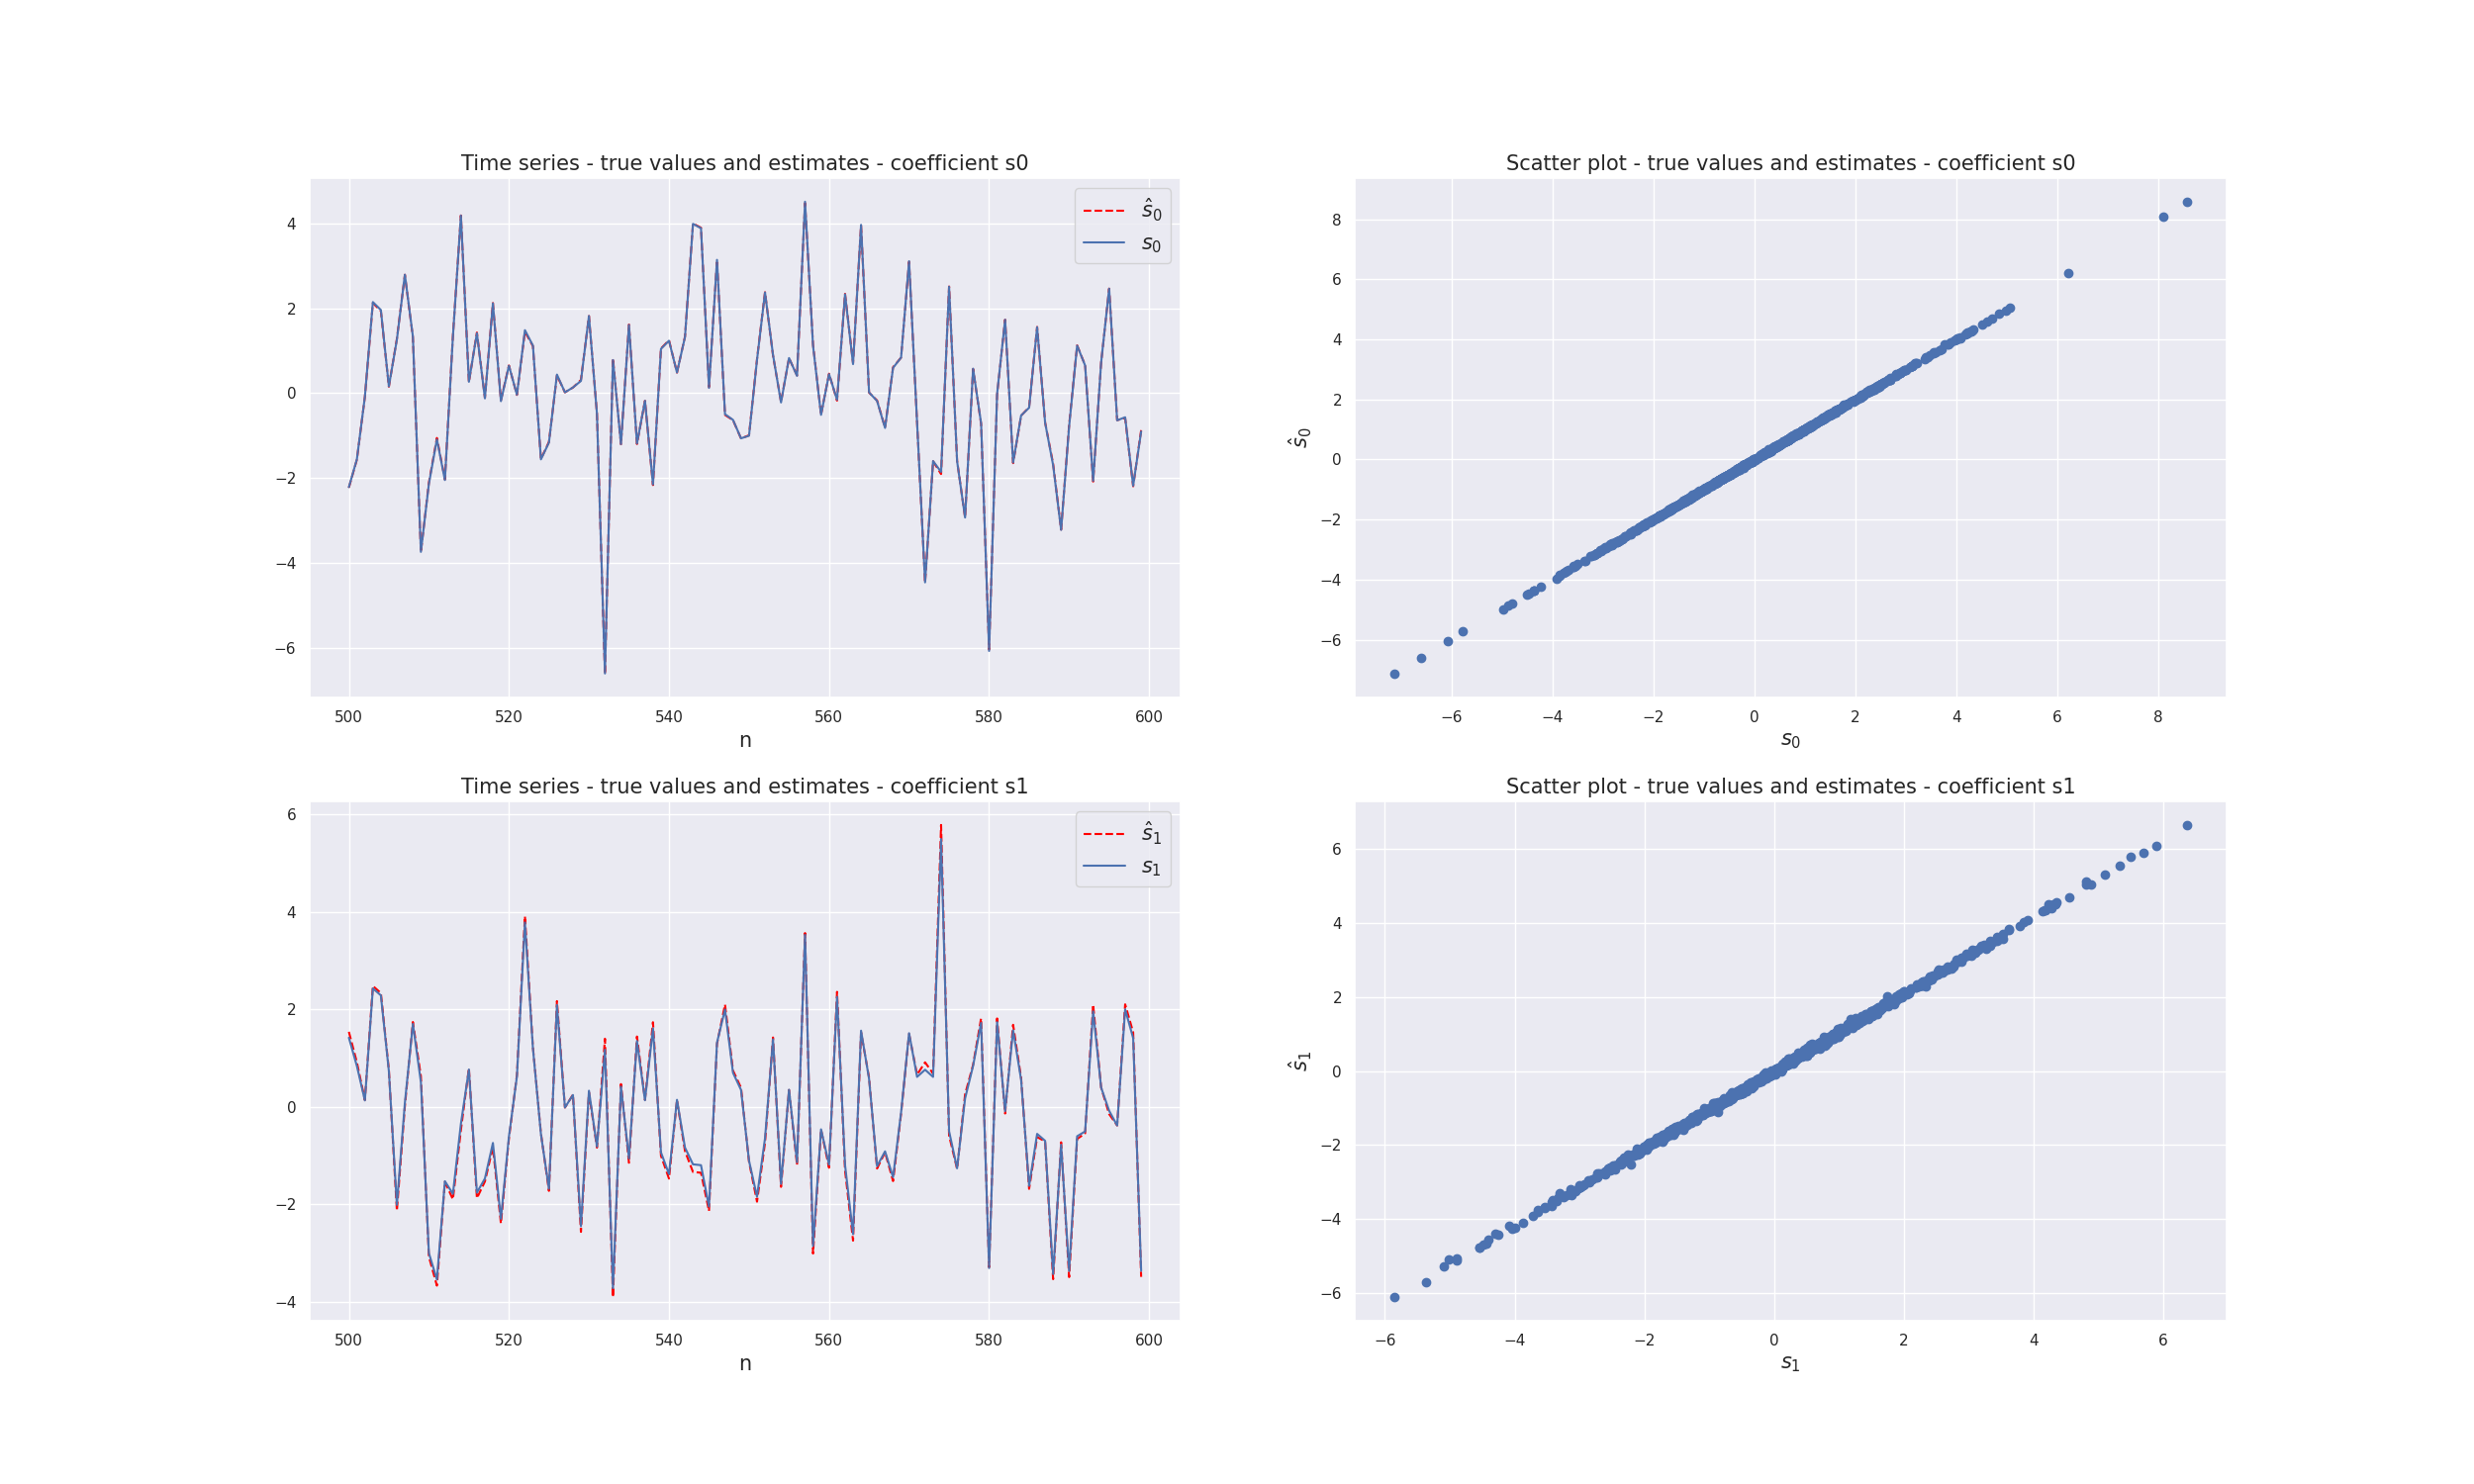 Time series - true values and estimates - coefficient s0
4
2
0
−2
−4
−6
500 520 540 560 580 600
n
ŝ₀
s₀
Scatter plot - true values and estimates - coefficient s0
8
6
4
2
0
−2
−4
−6
ŝ₀
−6 −4 −2 0 2 4 6 8
s₀
Time series - true values and estimates - coefficient s1
6
4
2
0
−2
−4
500 520 540 560 580 600
n
ŝ₁
s₁
Scatter plot - true values and estimates - coefficient s1
6
4
2
0
−2
−4
−6
ŝ₁
−6 −4 −2 0 2 4 6
s₁